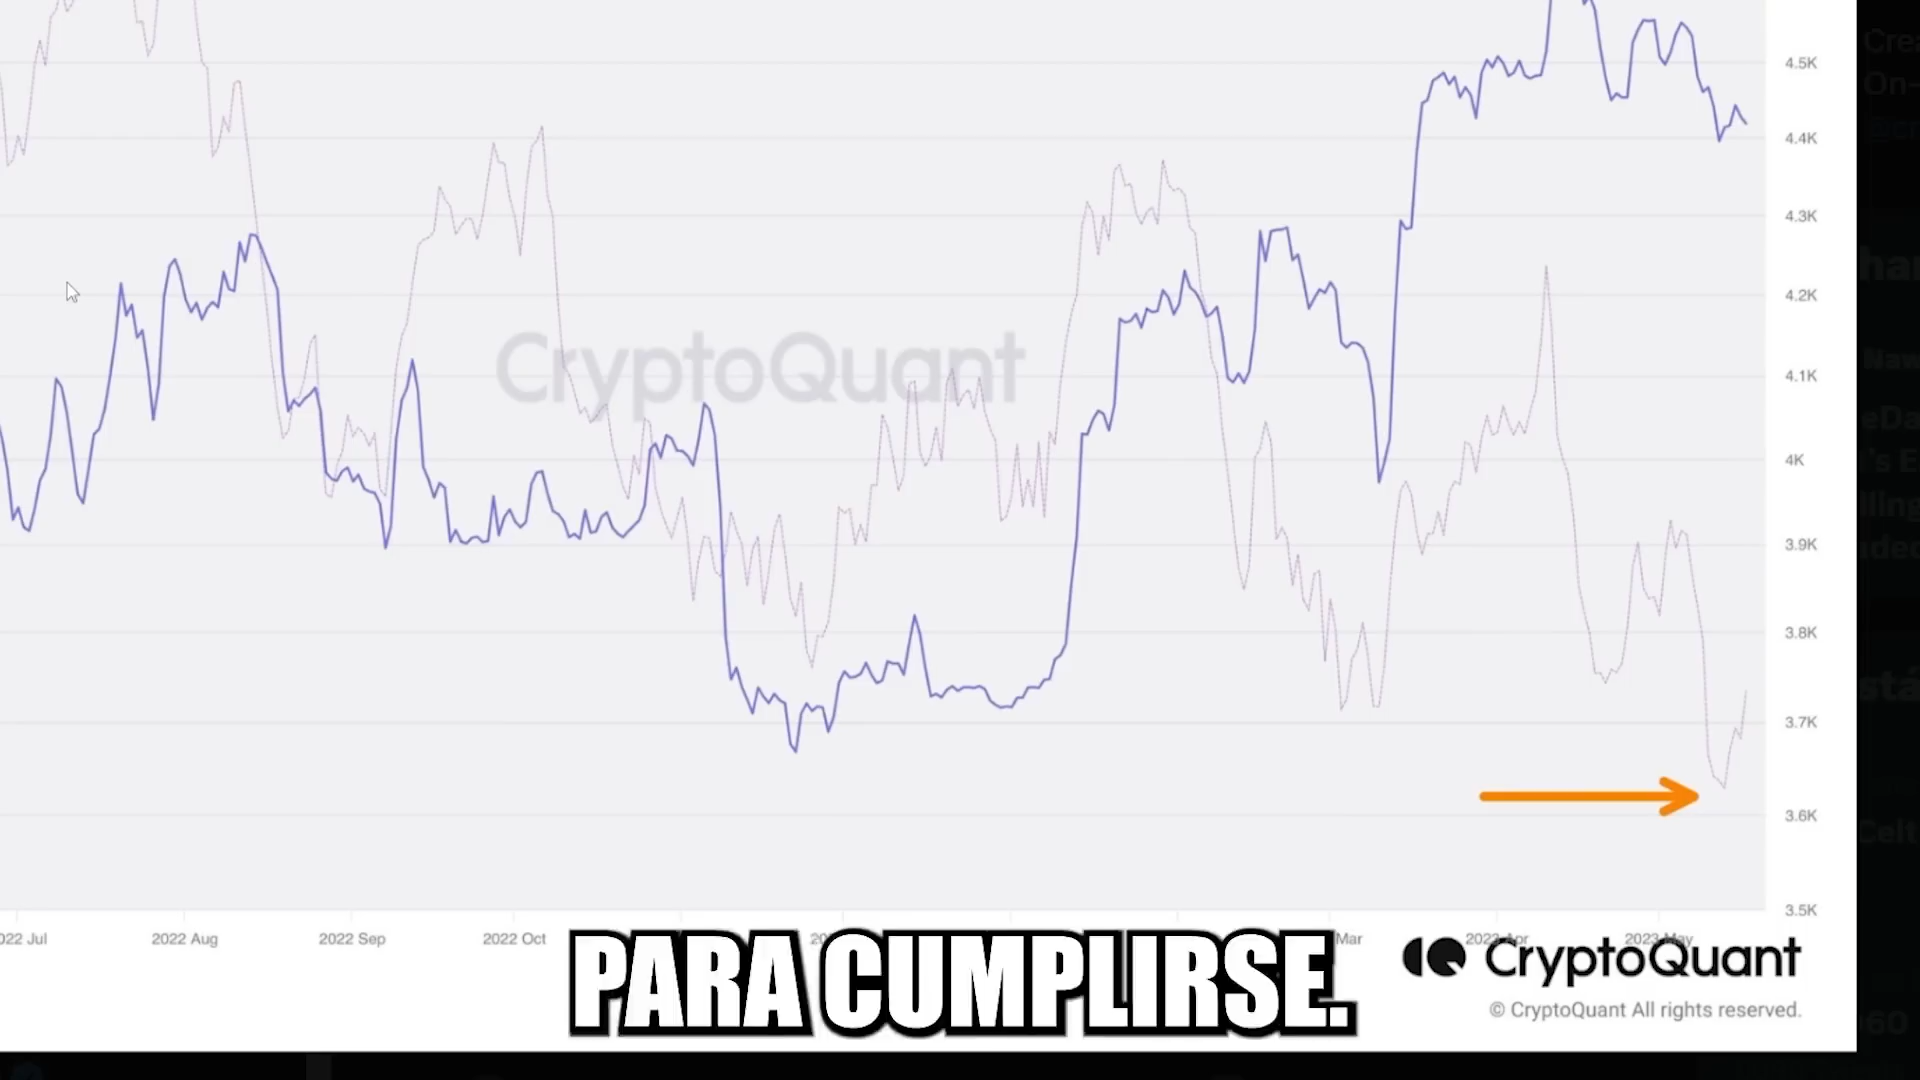 4.5K
4.4K
4.3K
4.2K
4.1K
4K
3.9K
3.8K
3.7K
3.6K
3.5K
CryptoQuant
2022 Aug
2022 Sep
2022 Oct
Mar
2023 Apr
2023 May
PARA CUMPLIRSE.
CryptoQuant
© CryptoQuant All rights reserved.